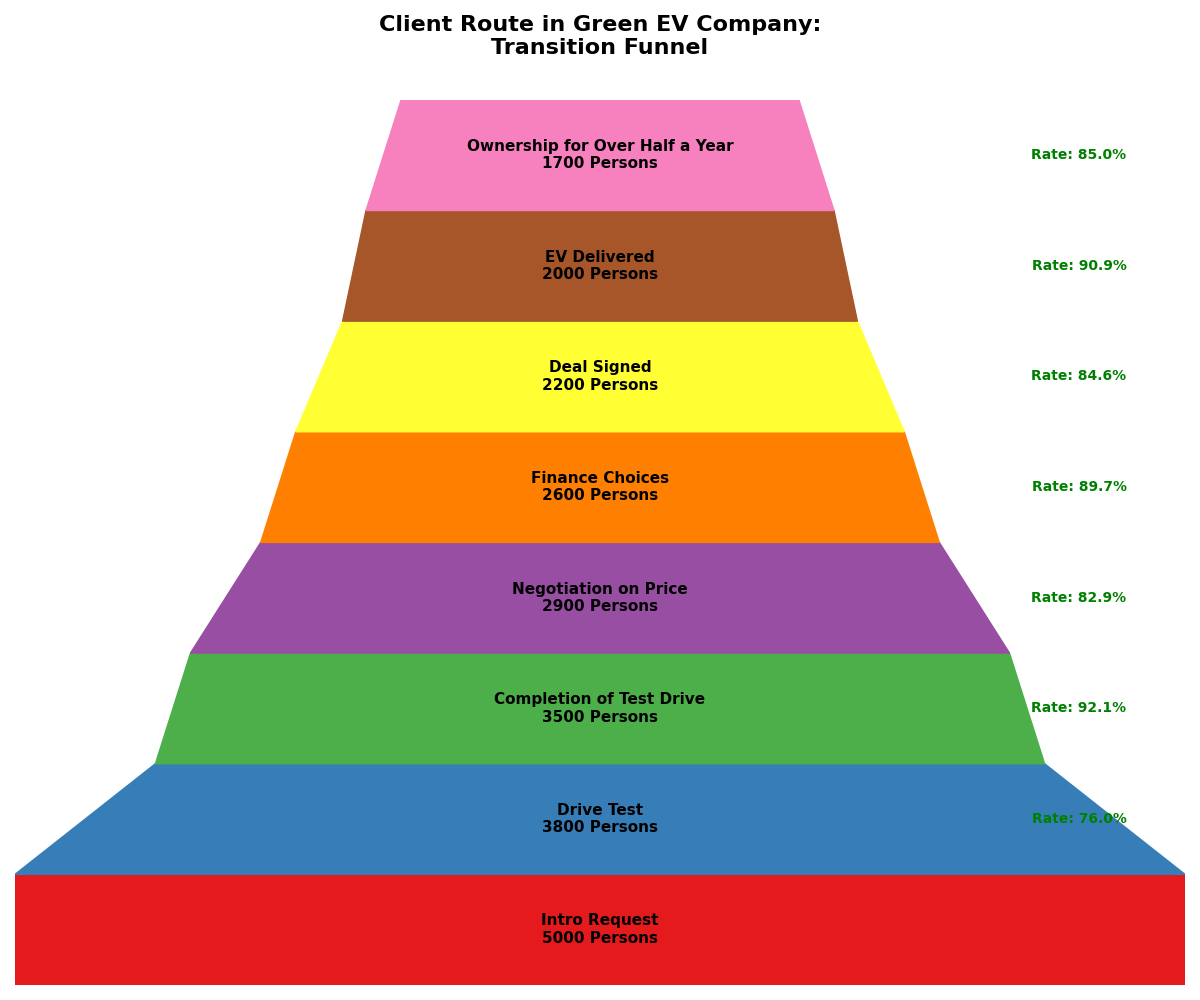 Client Route in Green EV Company:
Transition Funnel
Ownership for Over Half a Year
1700 Persons
Rate: 85.0%
EV Delivered
2000 Persons
Rate: 90.9%
Deal Signed
2200 Persons
Rate: 84.6%
Finance Choices
2600 Persons
Rate: 89.7%
Negotiation on Price
2900 Persons
Rate: 82.9%
Completion of Test Drive
3500 Persons
Rate: 92.1%
Drive Test
3800 Persons
Rate: 76.0%
Intro Request
5000 Persons